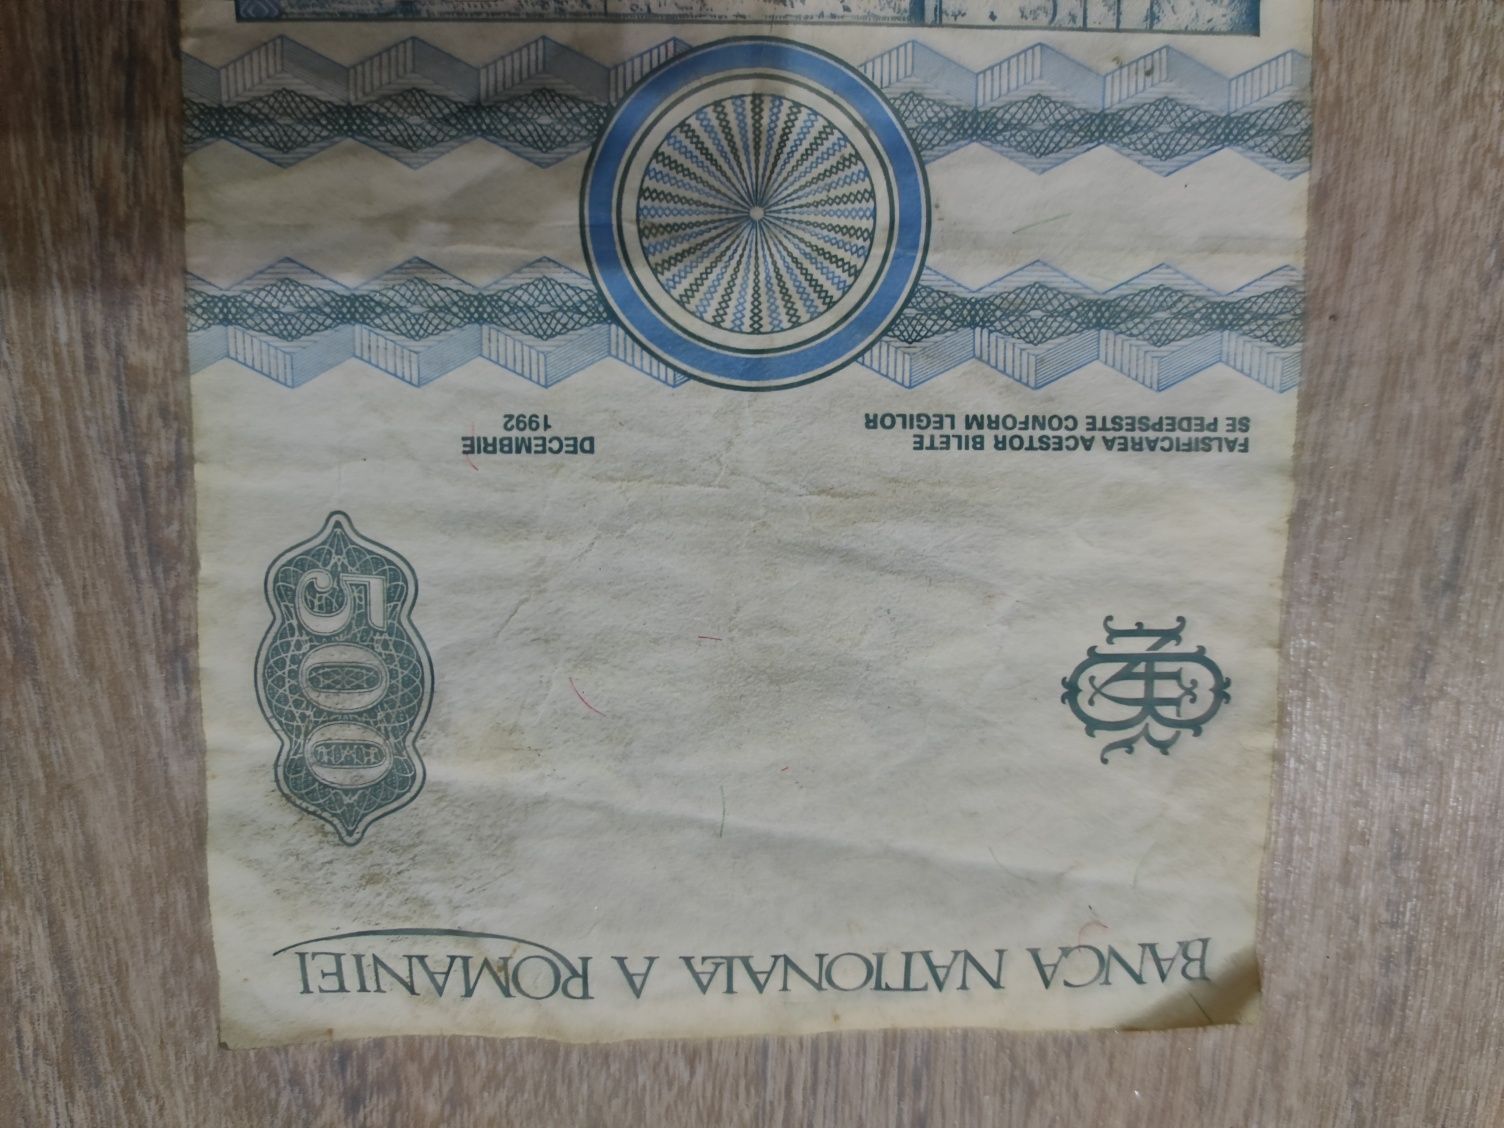 BANCA NATIONALA A ROMANIEI
500
FALSIFICAREA ACESTOR BILETE
SE PEDEPSESTE CONFORM LEGILOR
DECEMBRIE
1992